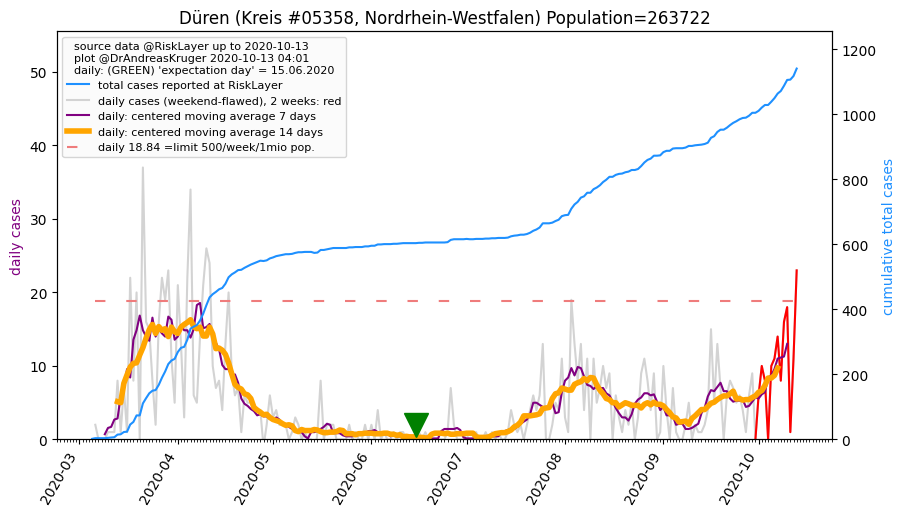 Düren (Kreis #05358, Nordrhein-Westfalen) Population=263722
source data @RiskLayer up to 2020-10-13
plot @DrAndreasKruger 2020-10-13 04:01
daily: (GREEN) 'expectation day' = 15.06.2020
total cases reported at RiskLayer
daily cases (weekend-flawed), 2 weeks: red
daily: centered moving average 7 days
daily: centered moving average 14 days
daily 18.84 =limit 500/week/1mio pop.
daily cases
50
40
30
20
10
0
cumulative total cases
1200
1000
800
600
400
200
0
2020-03
2020-04
2020-05
2020-06
2020-07
2020-08
2020-09
2020-10